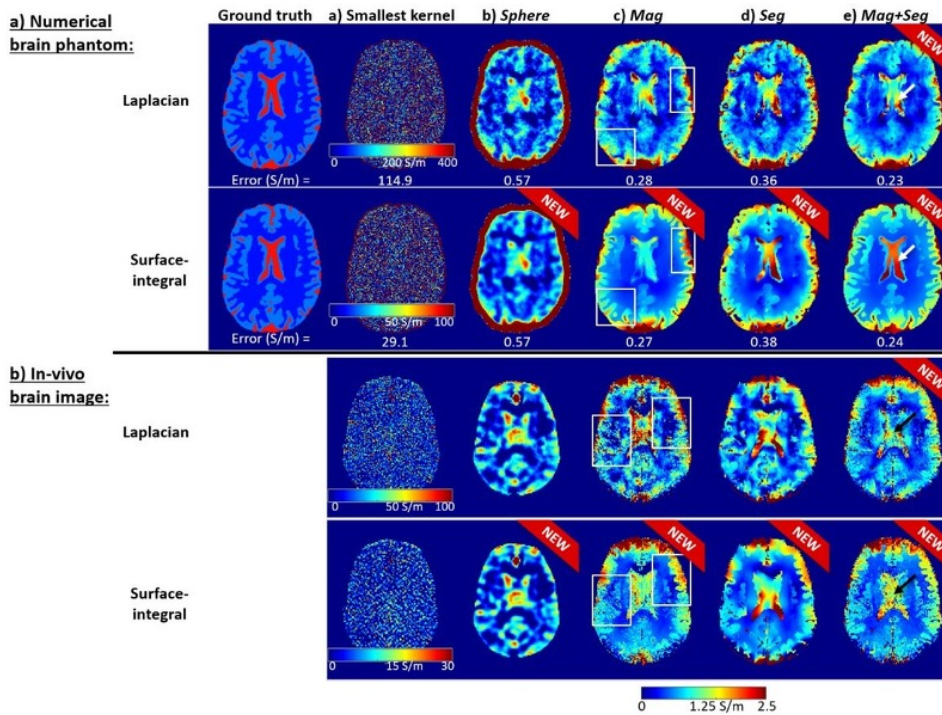 a) Numerical
brain phantom:
Ground truth
a) Smallest kernel
b) Sphere
c) Mag
d) Seg
e) Mag+Seg
NEW
Laplacian
0 200 S/m 400
Error (S/m) =
114.9
0.57
0.28
0.36
0.23
NEW
NEW
NEW
Surface-
integral
0 50 S/m 100
Error (S/m) =
29.1
0.57
0.27
0.38
0.24
b) In-vivo
brain image:
NEW
Laplacian
0 50 S/m 100
NEW
NEW
NEW
Surface-
integral
0 15 S/m 30
0 1.25 S/m 2.5